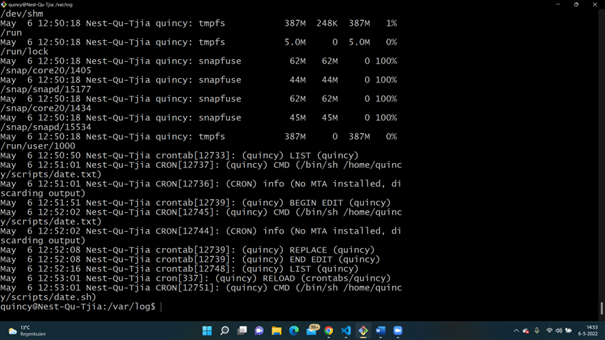 quincy@Nest-Qu-Tjia: /var/log
/dev/shm
May  6 12:50:18 Nest-Qu-Tjia quincy: tmpfs            387M  248K  387M   1%
/run
May  6 12:50:18 Nest-Qu-Tjia quincy: tmpfs            5.0M     0  5.0M   0%
/run/lock
May  6 12:50:18 Nest-Qu-Tjia quincy: snapfuse          62M   62M     0 100%
/snap/core20/1405
May  6 12:50:18 Nest-Qu-Tjia quincy: snapfuse          44M   44M     0 100%
/snap/snapd/15177
May  6 12:50:18 Nest-Qu-Tjia quincy: snapfuse          62M   62M     0 100%
/snap/core20/1434
May  6 12:50:18 Nest-Qu-Tjia quincy: snapfuse          45M   45M     0 100%
/snap/snapd/15534
May  6 12:50:18 Nest-Qu-Tjia quincy: tmpfs            387M     0  387M   0%
/run/user/1000
May  6 12:50:50 Nest-Qu-Tjia crontab[12733]: (quincy) LIST (quincy)
May  6 12:51:01 Nest-Qu-Tjia CRON[12737]: (quincy) CMD (/bin/sh /home/quinc
y/scripts/date.txt)
May  6 12:51:01 Nest-Qu-Tjia CRON[12736]: (CRON) info (No MTA installed, di
scarding output)
May  6 12:51:51 Nest-Qu-Tjia crontab[12739]: (quincy) BEGIN EDIT (quincy)
May  6 12:52:02 Nest-Qu-Tjia CRON[12745]: (quincy) CMD (/bin/sh /home/quinc
y/scripts/date.txt)
May  6 12:52:02 Nest-Qu-Tjia CRON[12744]: (CRON) info (No MTA installed, di
scarding output)
May  6 12:52:08 Nest-Qu-Tjia crontab[12739]: (quincy) REPLACE (quincy)
May  6 12:52:08 Nest-Qu-Tjia crontab[12739]: (quincy) END EDIT (quincy)
May  6 12:52:16 Nest-Qu-Tjia crontab[12748]: (quincy) LIST (quincy)
May  6 12:53:01 Nest-Qu-Tjia cron[337]: (quincy) RELOAD (crontabs/quincy)
May  6 12:53:01 Nest-Qu-Tjia CRON[12751]: (quincy) CMD (/bin/sh /home/quinc
y/scripts/date.sh)
quincy@Nest-Qu-Tjia:/var/log$
13°C
Regenbuien
99+
14:53
6-5-2022